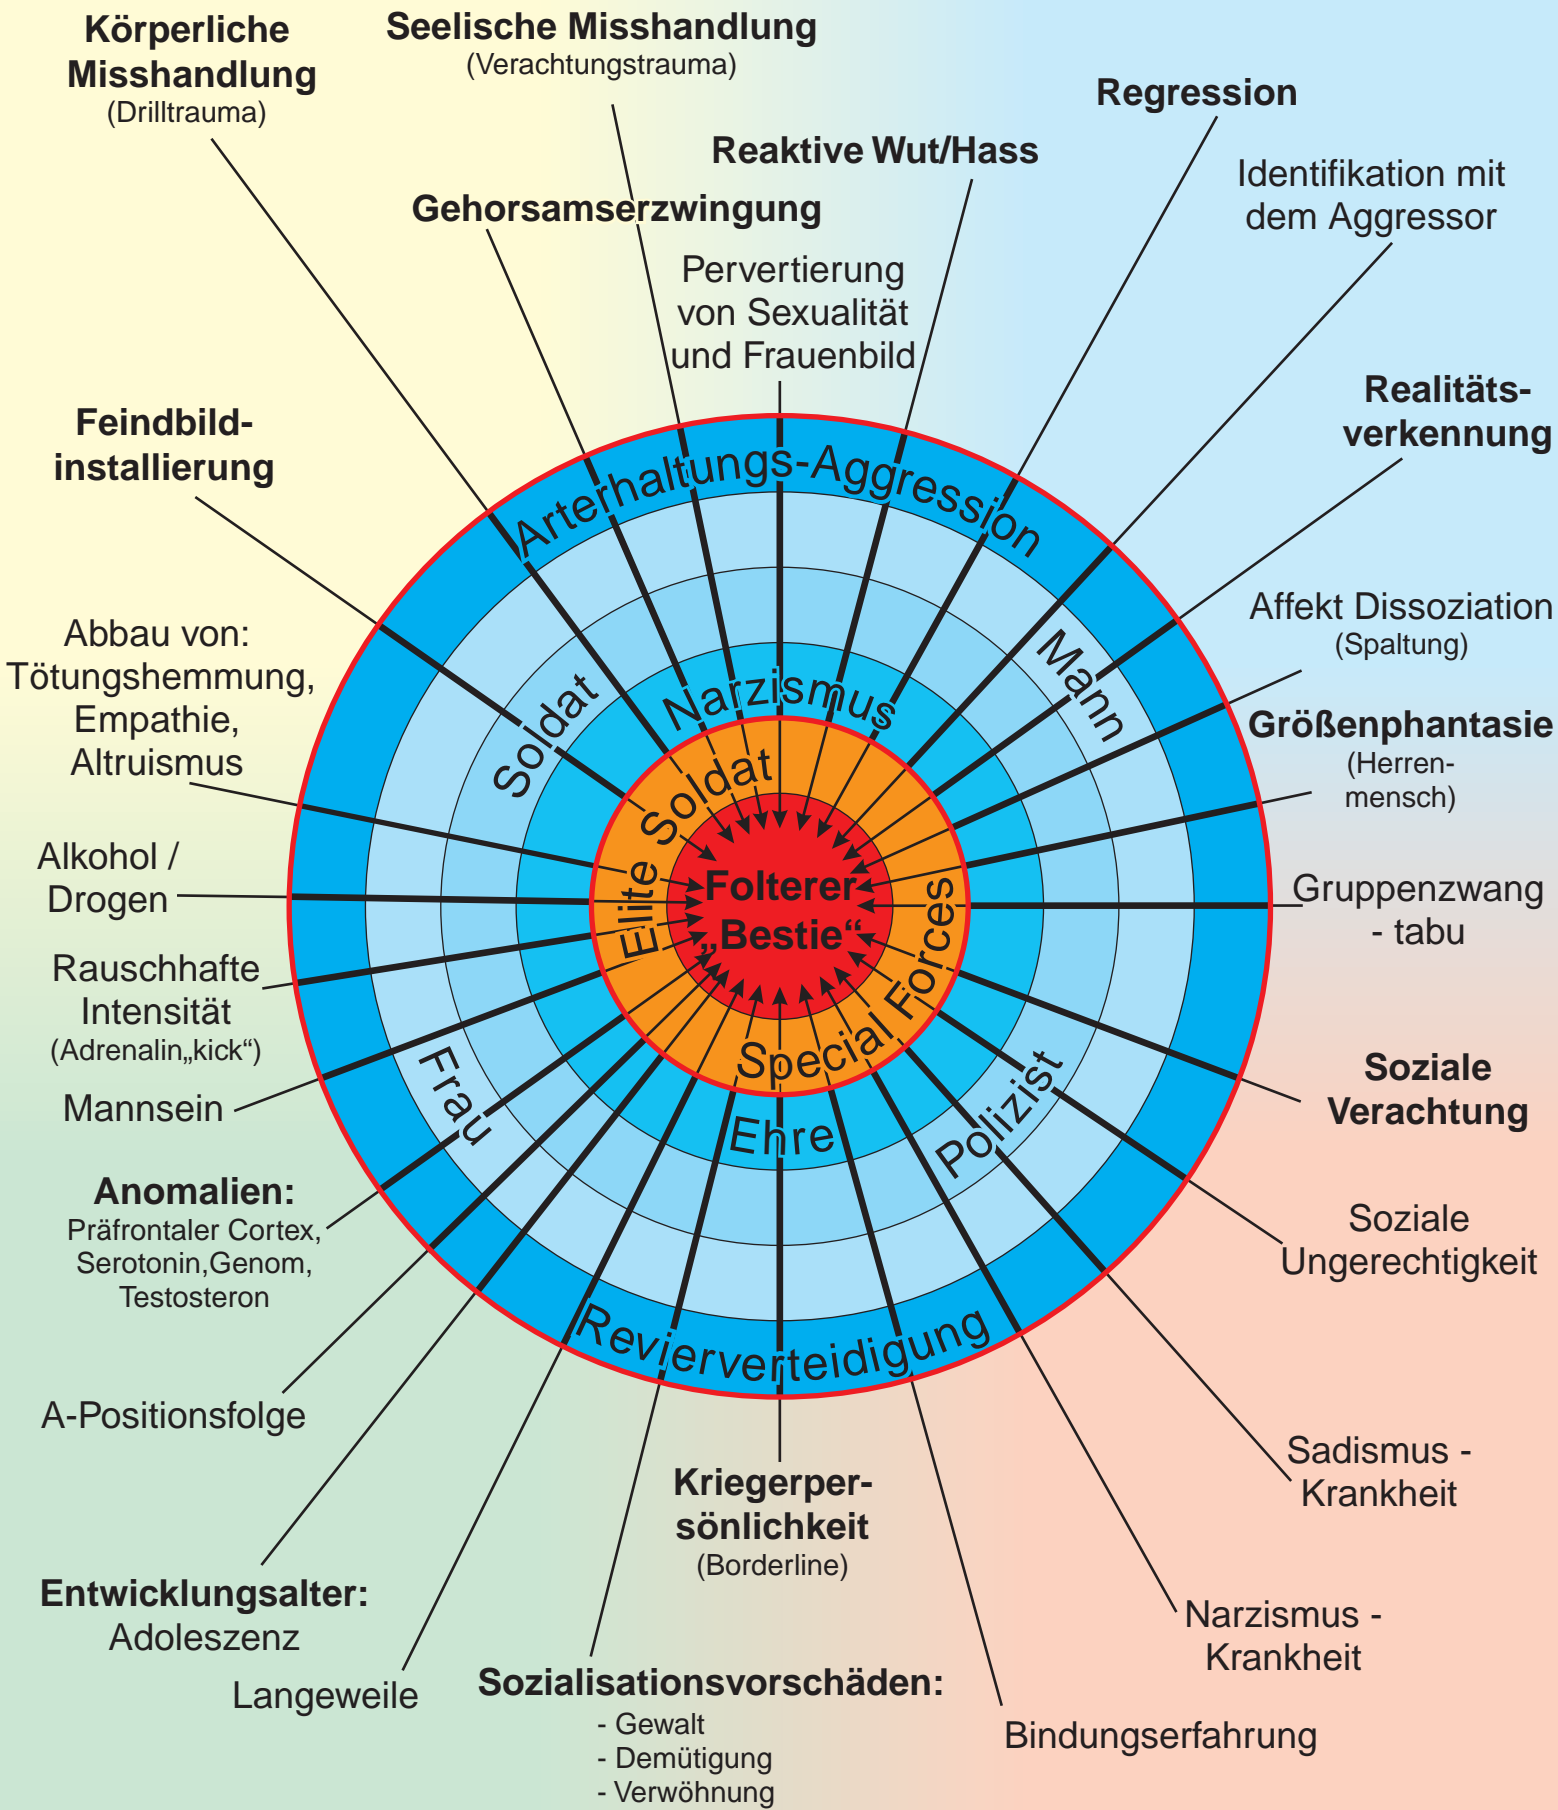 Körperliche
Misshandlung
(Drilltrauma)
Seelische Misshandlung
(Verachtungstrauma)
Regression
Reaktive Wut/Hass
Identifikation mit
dem Aggressor
Gehorsamserzwingung
Pervertierung
von Sexualität
und Frauenbild
Realitäts-
verkennung
Feindbild-
installierung
Affekt Dissoziation
(Spaltung)
Abbau von:
Tötungshemmung,
Empathie,
Altruismus
Größenphantasie
(Herren-
mensch)
Alkohol /
Drogen
Gruppenzwang
- tabu
Rauschhafte
Intensität
(Adrenalin„kick“)
Mannsein
Soziale
Verachtung
Anomalien:
Präfrontaler Cortex,
Serotonin,Genom,
Testosteron
Soziale
Ungerechtigkeit
A-Positionsfolge
Sadismus -
Krankheit
Kriegerper-
sönlichkeit
(Borderline)
Entwicklungsalter:
Adoleszenz
Narzismus -
Krankheit
Langeweile
Sozialisationsvorschäden:
- Gewalt
- Demütigung
- Verwöhnung
Bindungserfahrung
Arterhaltungs-Aggression
Mann
Soldat
Narzismus
Elite Soldat
Folterer
„Bestie“
Special Forces
Frau
Ehre
Polizist
Revierverteidigung